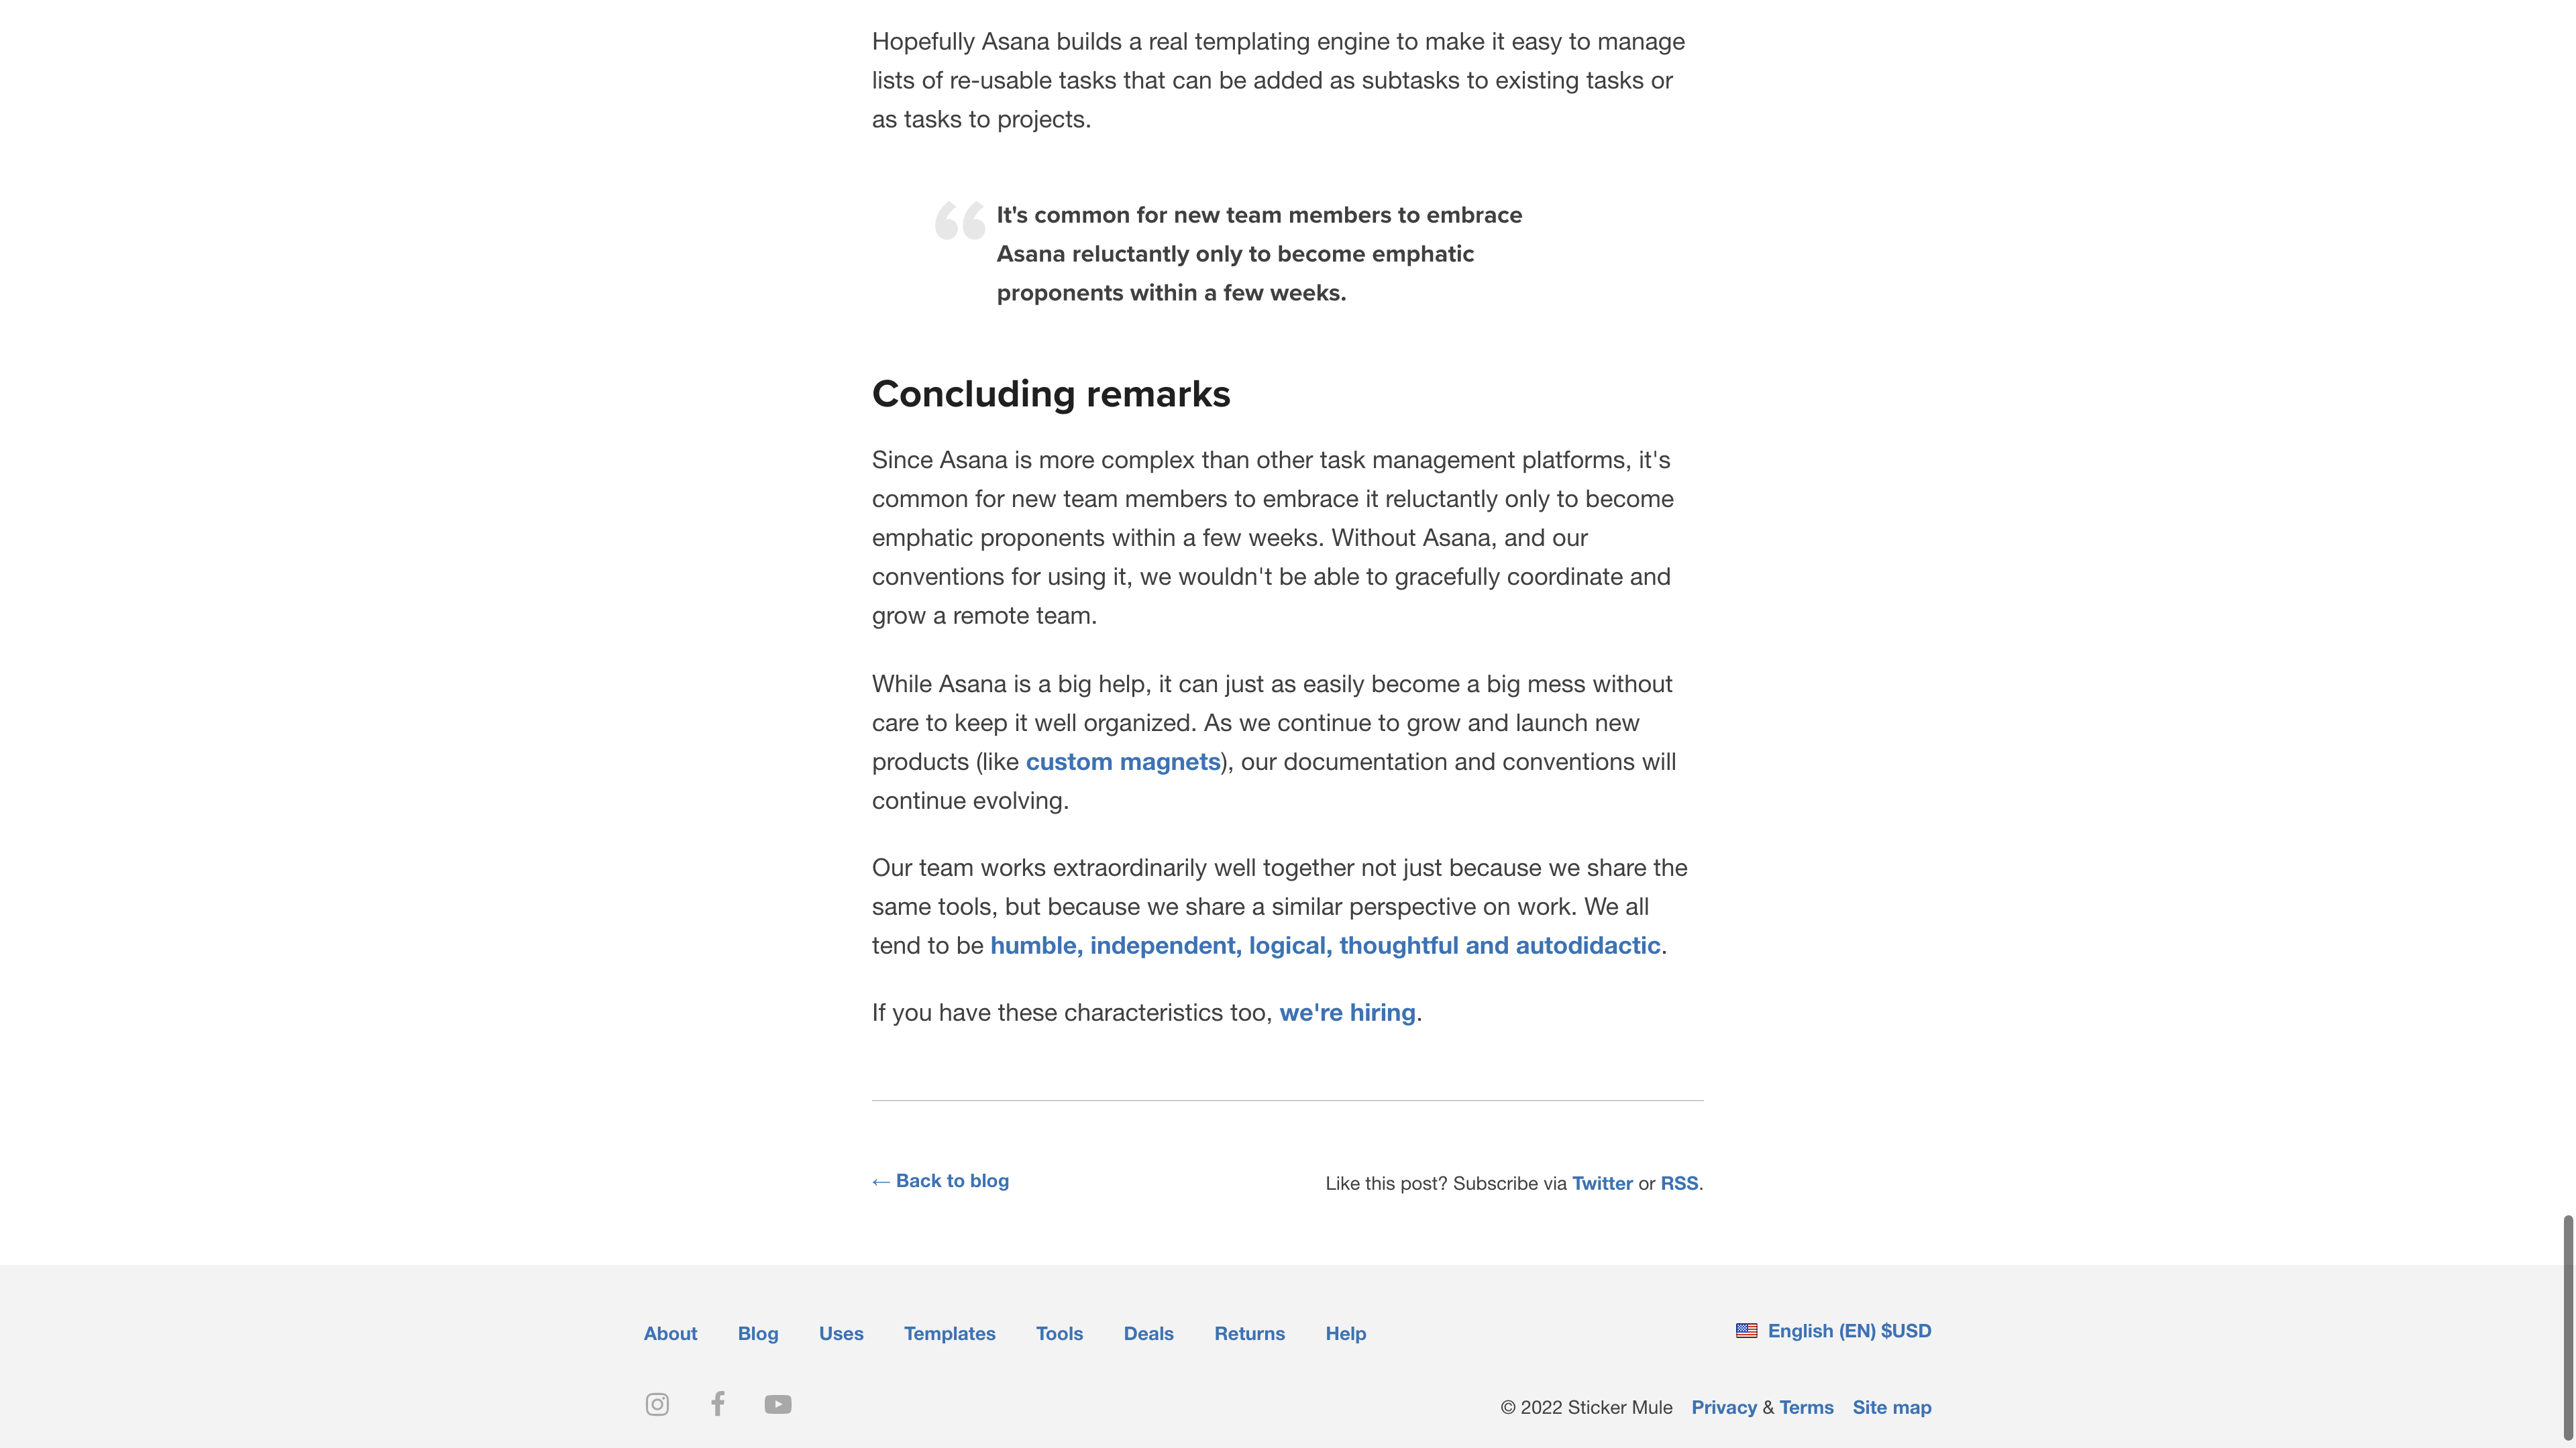 Hopefully Asana builds a real templating engine to make it easy to manage
lists of re-usable tasks that can be added as subtasks to existing tasks or
as tasks to projects.
It's common for new team members to embrace
Asana reluctantly only to become emphatic
proponents within a few weeks.
Concluding remarks
Since Asana is more complex than other task management platforms, it's
common for new team members to embrace it reluctantly only to become
emphatic proponents within a few weeks. Without Asana, and our
conventions for using it, we wouldn't be able to gracefully coordinate and
grow a remote team.
While Asana is a big help, it can just as easily become a big mess without
care to keep it well organized. As we continue to grow and launch new
products (like custom magnets), our documentation and conventions will
continue evolving.
Our team works extraordinarily well together not just because we share the
same tools, but because we share a similar perspective on work. We all
tend to be humble, independent, logical, thoughtful and autodidactic.
If you have these characteristics too, we're hiring.
← Back to blog
Like this post? Subscribe via Twitter or RSS.
About Blog Uses Templates Tools Deals Returns Help
English (EN) $USD
© 2022 Sticker Mule Privacy & Terms Site map